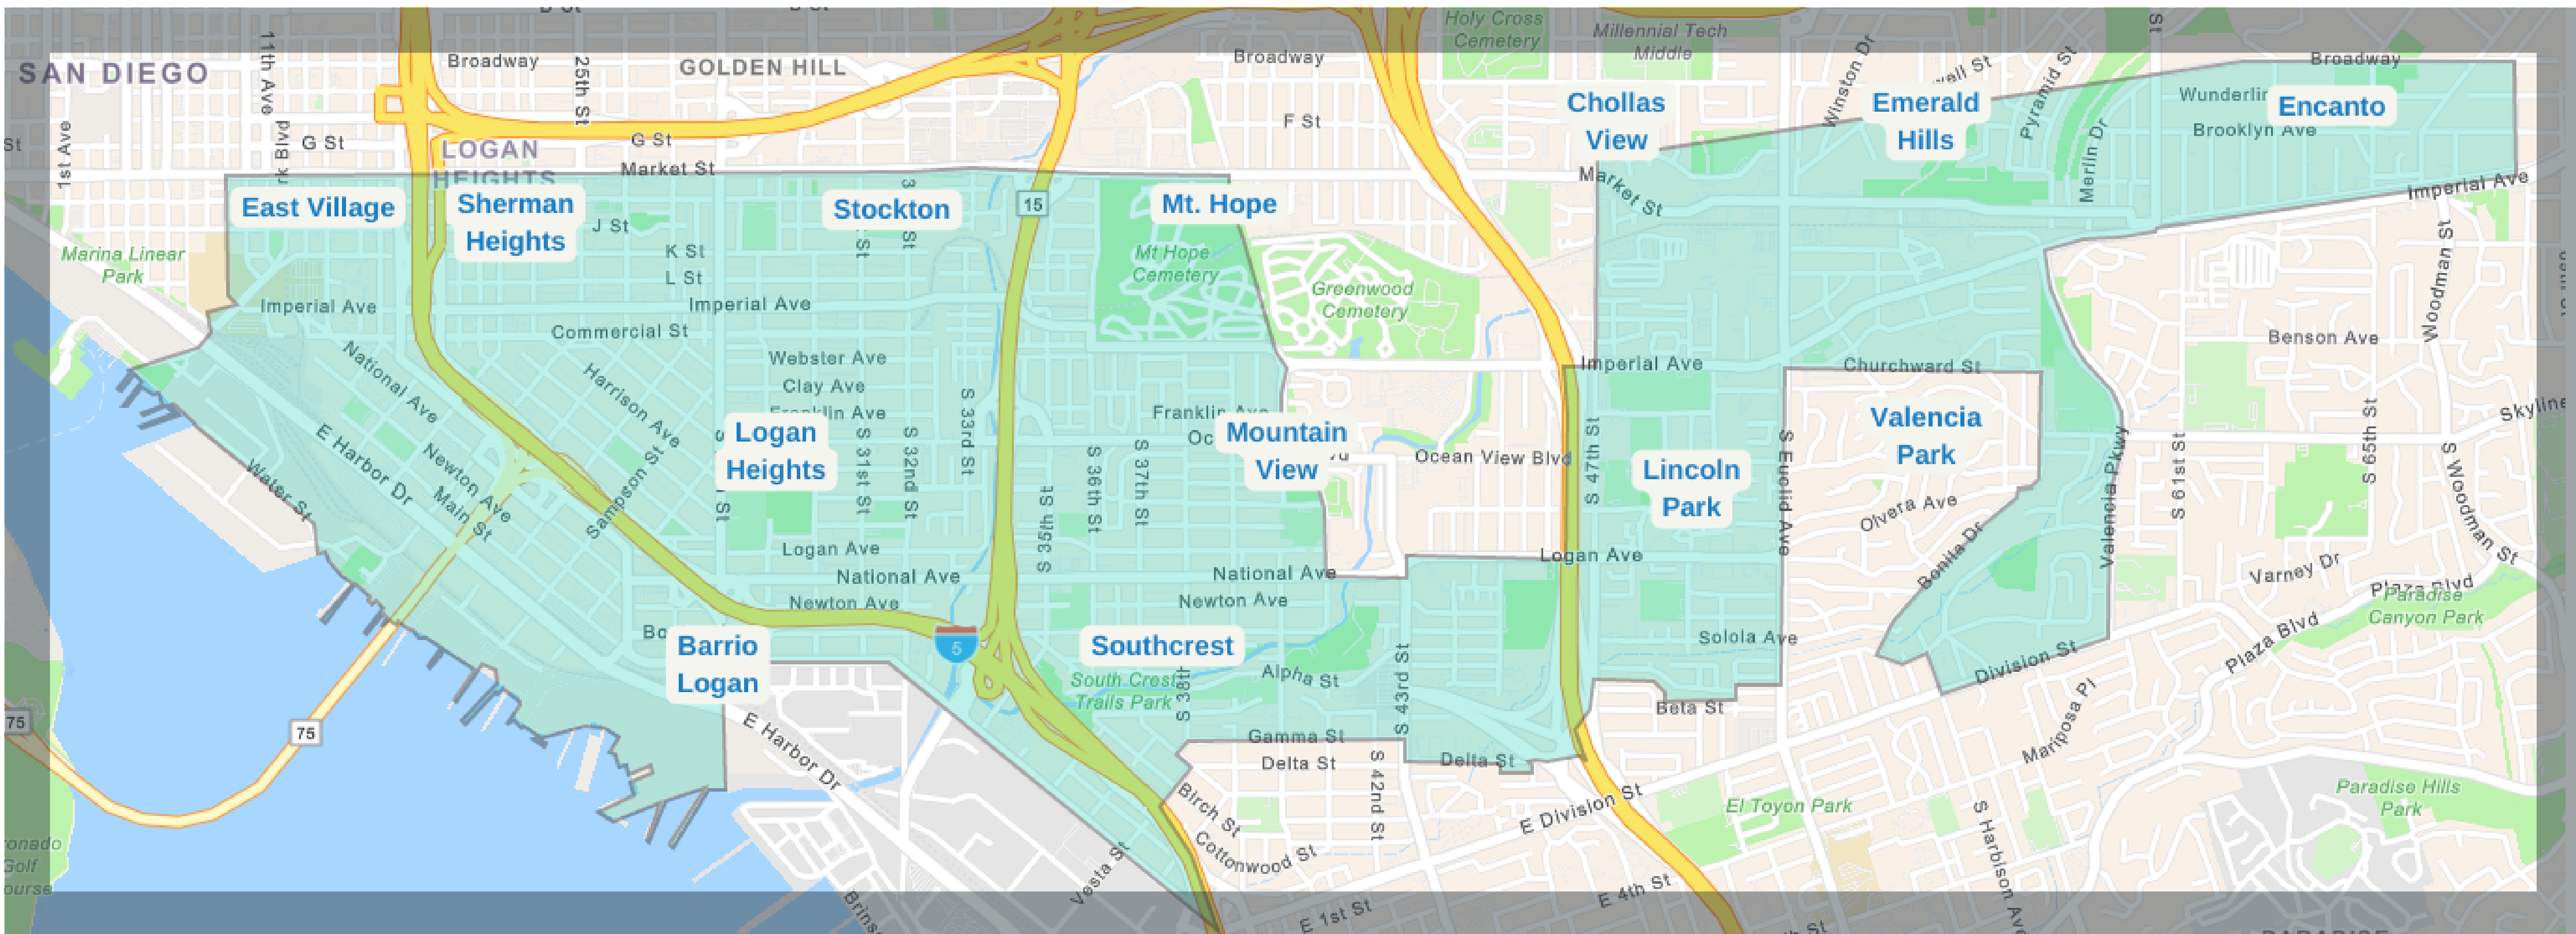 SAN DIEGO
11th Ave
Broadway
25th St
GOLDEN HILL
Broadway
Holy Cross
Cemetery
Millennial Tech
Middle
Winston Dr
Pyramid St
Broadway
1st Ave
G St
LOGAN
HEIGHTS
G St
Market St
F St
Chollas
View
Emerald
Hills
Merlin Dr
Brooklyn Ave
Encanto
Market St
Imperial Ave
East Village
Sherman
Heights
J St
K St
L St
Stockton
15
Mt. Hope
Mt Hope
Cemetery
Greenwood
Cemetery
Marina Linear
Park
Imperial Ave
Imperial Ave
Commercial St
Webster Ave
Clay Ave
Franklin Ave
National Ave
Harrison Ave
S 33rd St
Franklin Ave
Imperial Ave
Churchward St
Benson Ave
Woodman St
Skyline
Logan
Heights
Mountain
View
Ocean View Blvd
S 47th St
Lincoln
Park
S Euclid Ave
Valencia
Park
Valencia Pkwy
S 61st St
S 65th St
S Woodman St
E Harbor Dr
Newton Ave
Main St
Water St
Sampson St
S 31st St
S 32nd St
S 35th St
S 36th St
S 37th St
Olvera Ave
Bonita Dr
Logan Ave
National Ave
Newton Ave
National Ave
Newton Ave
Logan Ave
Varney Dr
Plaza Blvd
Paradise
Canyon Park
Plaza Blvd
Barrio
Logan
5
Southcrest
South Crest
Trails Park
S 38th
Alpha St
S 43rd St
Solola Ave
Division St
Beta St
Mariposa Pl
75
75
E Harbor Dr
Gamma St
Delta St
S 42nd St
Delta St
Birch St
Cottonwood St
E Division St
El Toyon Park
S Harbison Ave
Paradise Hills
Park
Vesta St
E 1st St
E 4th St